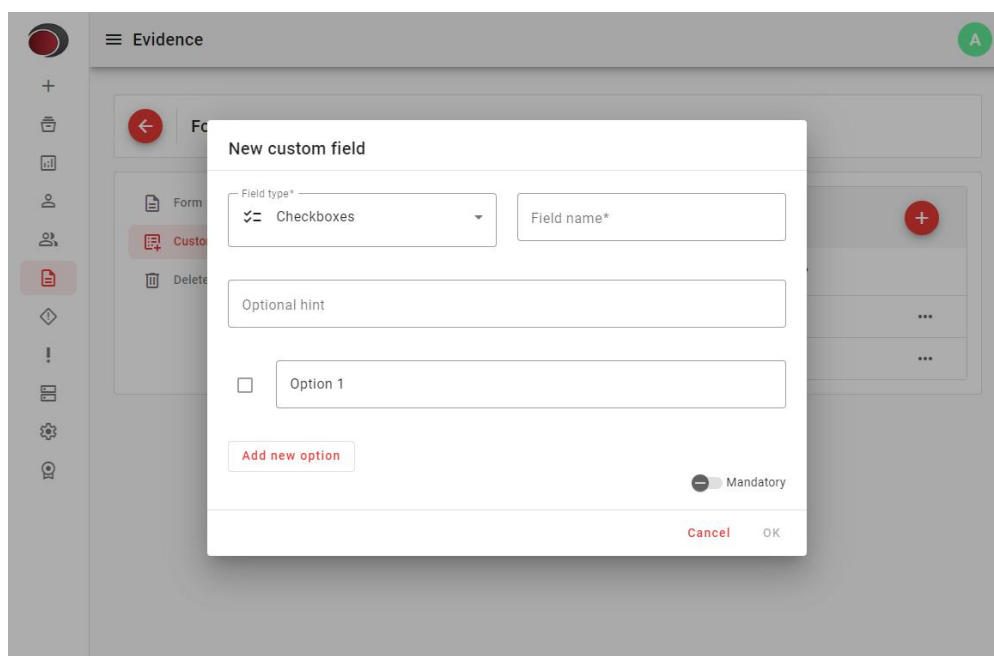 Evidence
A
Fo
New custom field
Field type*
Checkboxes
Field name*
Form
Custo
Delete
Optional hint
Option 1
Add new option
Mandatory
Cancel OK